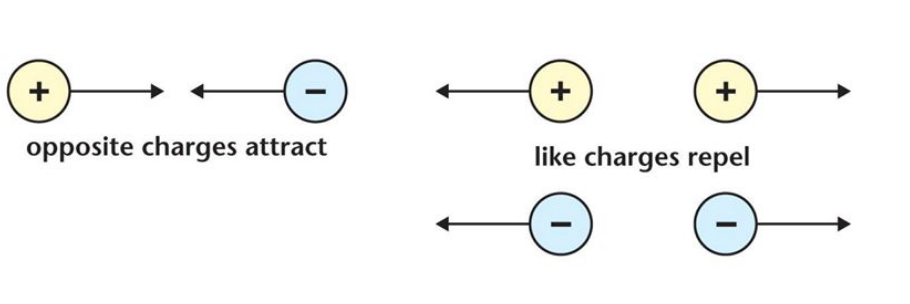 + − + +
opposite charges attract
like charges repel
− −